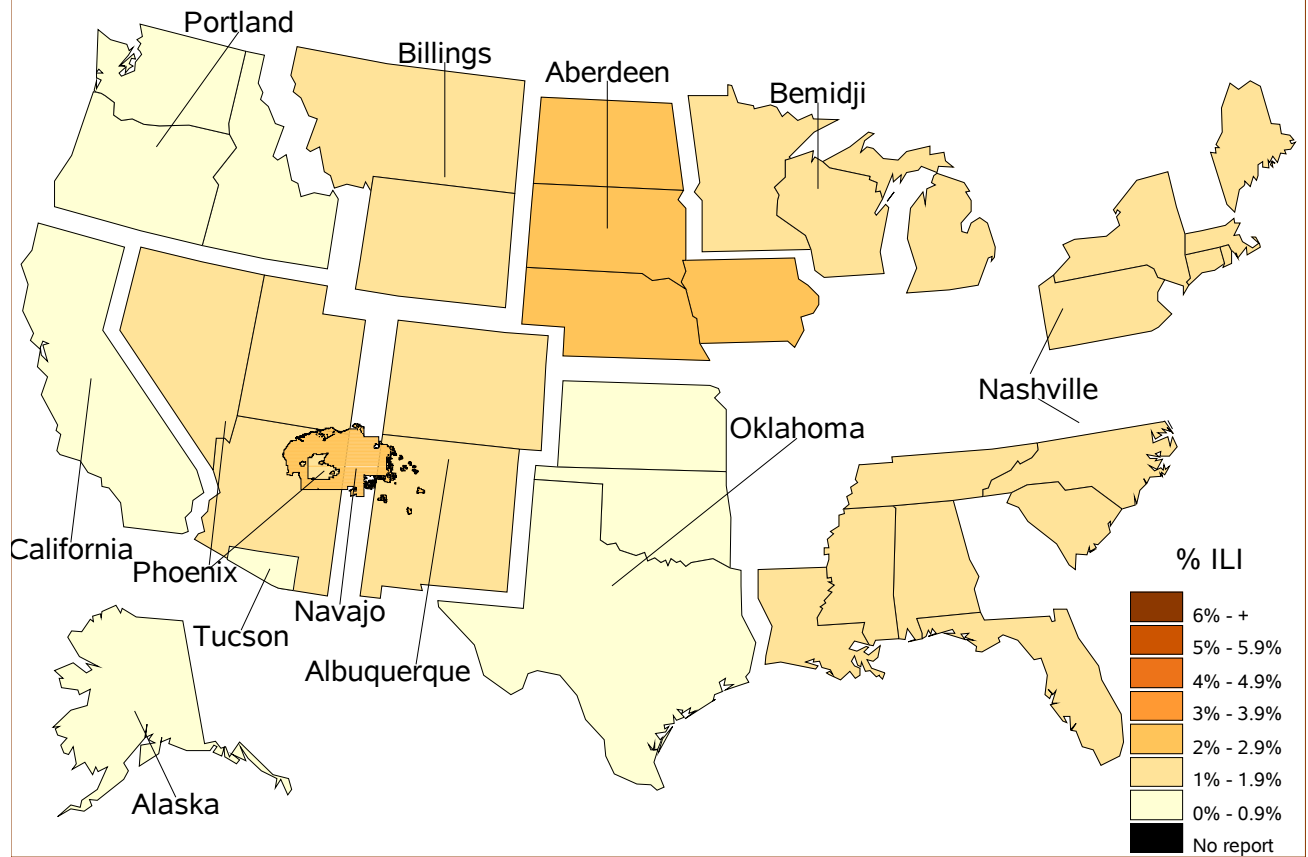 Portland
Billings
Aberdeen
Bemidji
Nashville
Oklahoma
California
Phoenix
Navajo
Tucson
Albuquerque
Alaska
% ILI
6% - +
5% - 5.9%
4% - 4.9%
3% - 3.9%
2% - 2.9%
1% - 1.9%
0% - 0.9%
No report